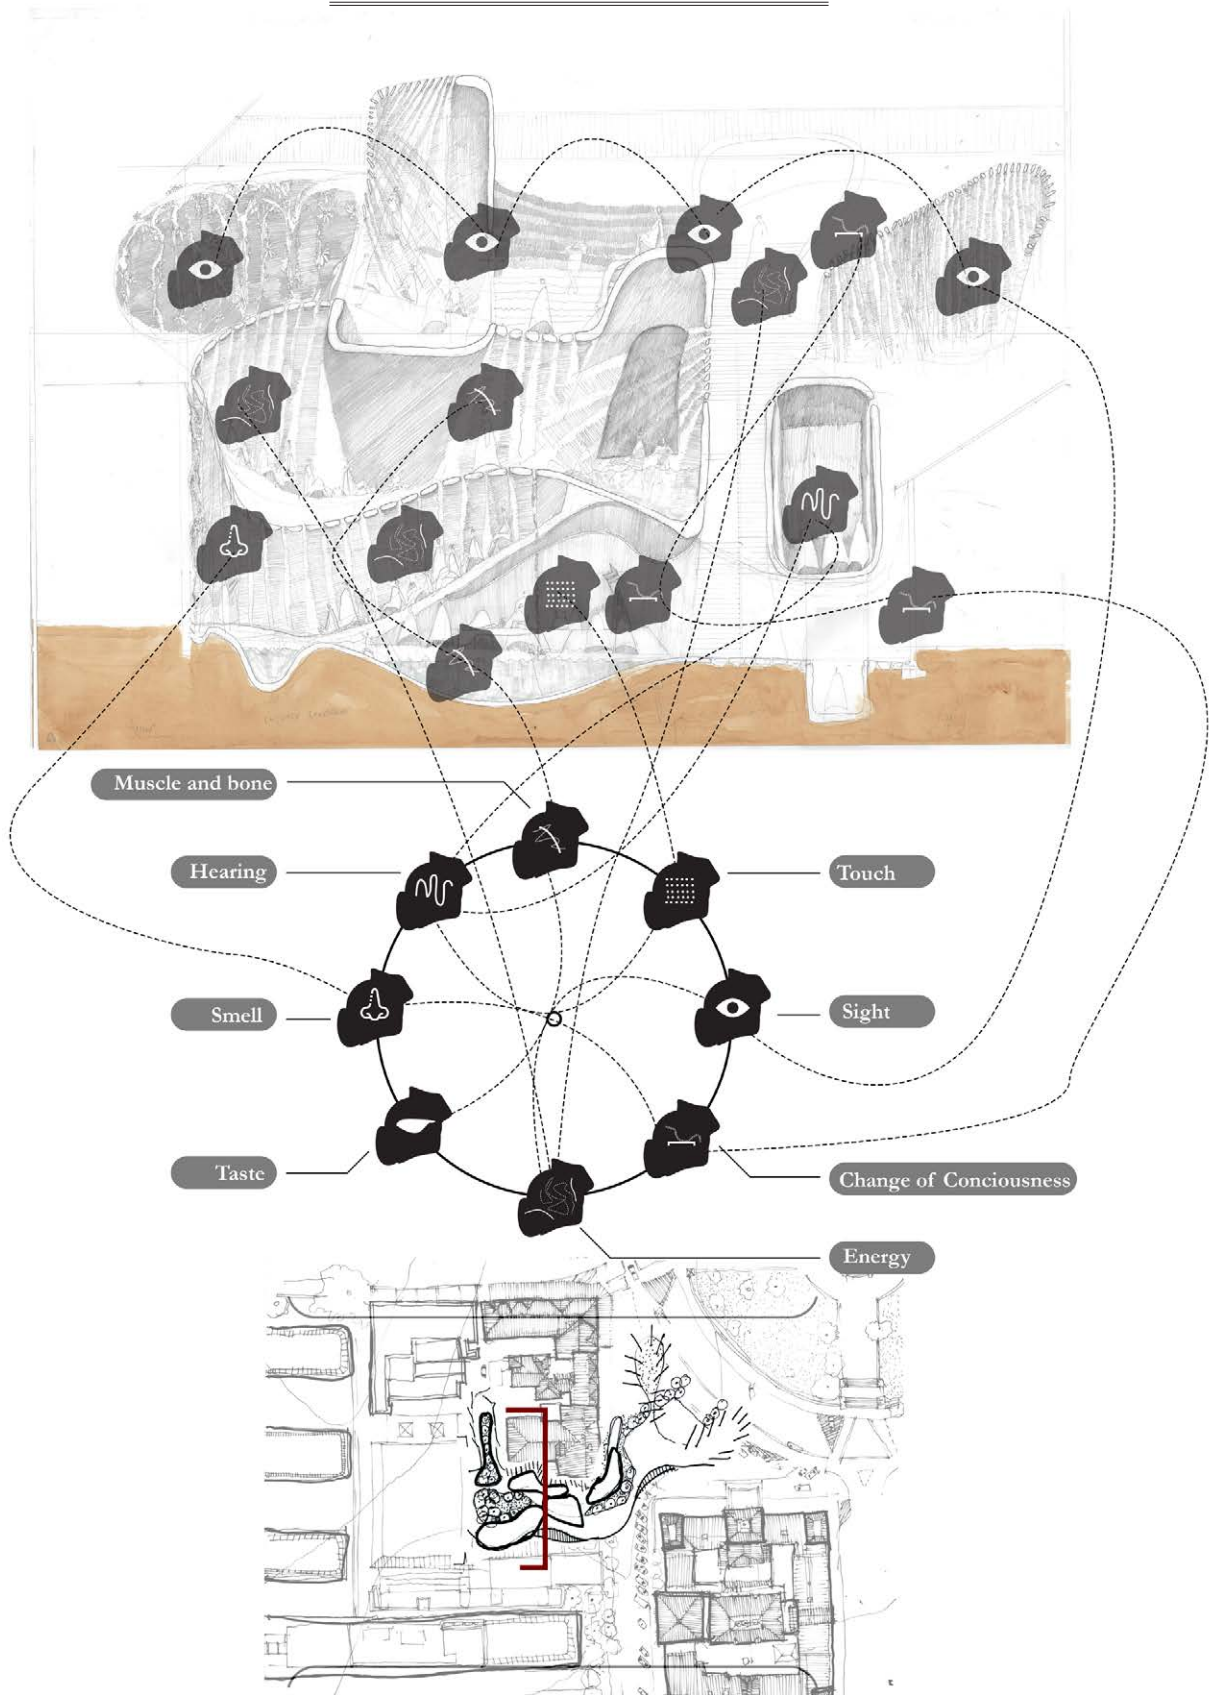 Muscle and bone
Hearing
Touch
Smell
Sight
Taste
Change of Conciousness
Energy